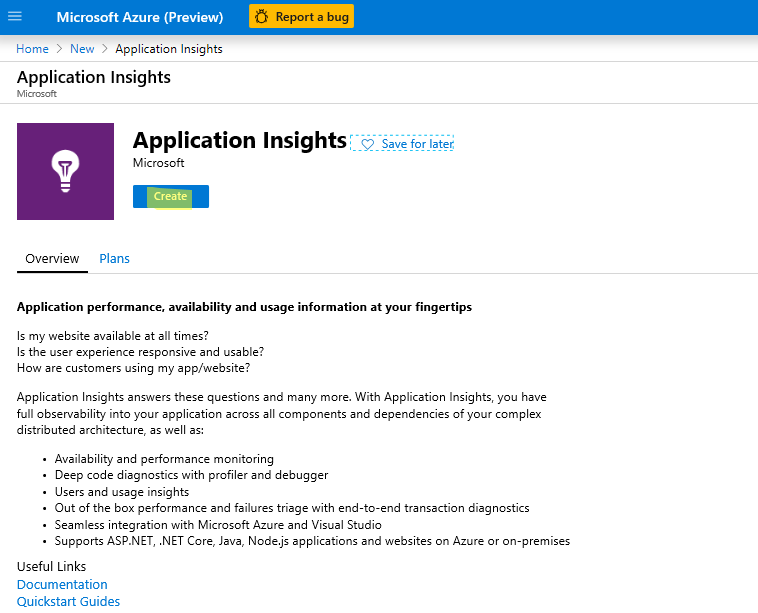 Microsoft Azure (Preview)
Report a bug
Home > New > Application Insights
Application Insights
Microsoft
Application Insights
Save for later
Microsoft
Create
Overview
Plans
Application performance, availability and usage information at your fingertips
Is my website available at all times?
Is the user experience responsive and usable?
How are customers using my app/website?
Application Insights answers these questions and many more. With Application Insights, you have
full observability into your application across all components and dependencies of your complex
distributed architecture, as well as:
• Availability and performance monitoring
• Deep code diagnostics with profiler and debugger
• Users and usage insights
• Out of the box performance and failures triage with end-to-end transaction diagnostics
• Seamless integration with Microsoft Azure and Visual Studio
• Supports ASP.NET, .NET Core, Java, Node.js applications and websites on Azure or on-premises
Useful Links
Documentation
Quickstart Guides